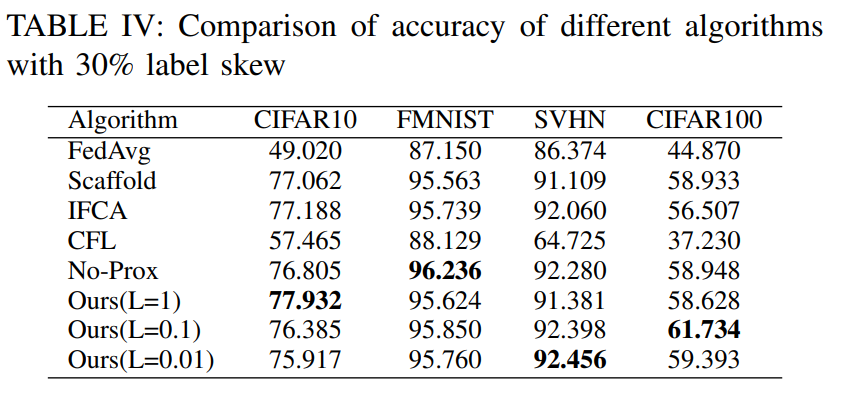 TABLE IV: Comparison of accuracy of different algorithms
with 30% label skew
Algorithm CIFAR10 FMNIST SVHN CIFAR100
FedAvg 49.020 87.150 86.374 44.870
Scaffold 77.062 95.563 91.109 58.933
IFCA 77.188 95.739 92.060 56.507
CFL 57.465 88.129 64.725 37.230
No-Prox 76.805 96.236 92.280 58.948
Ours(L=1) 77.932 95.624 91.381 58.628
Ours(L=0.1) 76.385 95.850 92.398 61.734
Ours(L=0.01) 75.917 95.760 92.456 59.393